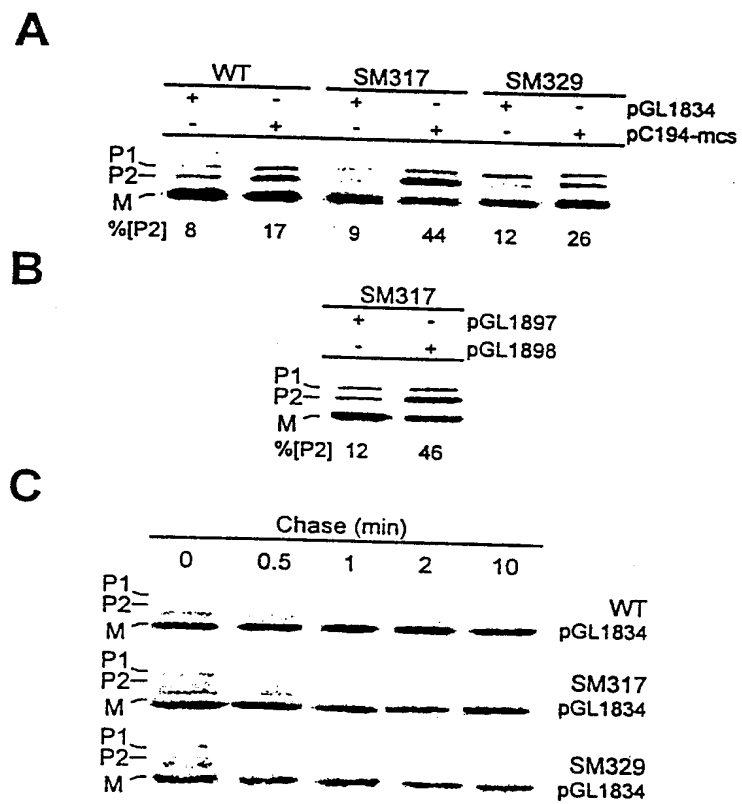 A
WT SM317 SM329
+ - + - + - pGL1834
- + - + - + pC194-mcs
P1
P2
M
%[P2] 8 17 9 44 12 26
B
SM317
+ - pGL1897
- + pGL1898
P1
P2
M
%[P2] 12 46
C
Chase (min)
0 0.5 1 2 10
P1
P2 WT
M pGL1834
P1
P2 SM317
M pGL1834
P1
P2 SM329
M pGL1834